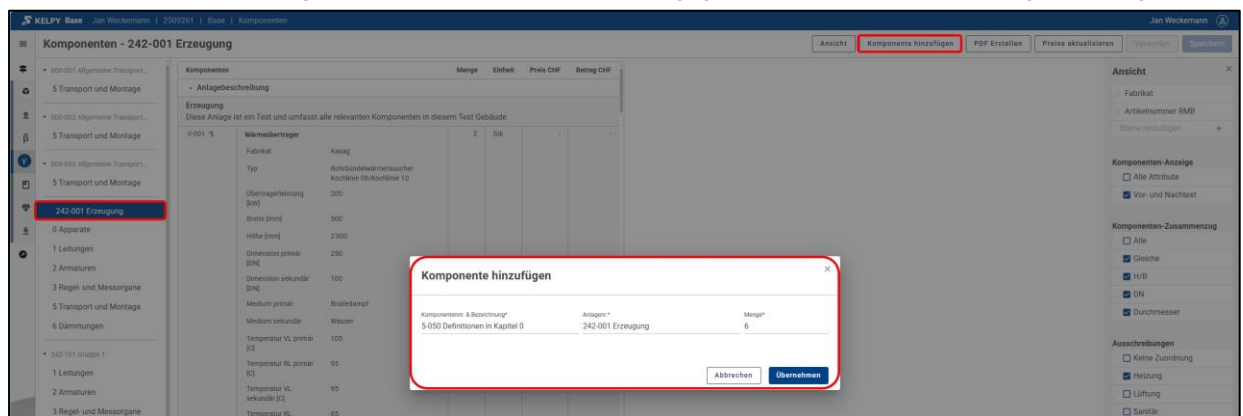 KELPY Base Jan Weckemann | 2509261 | Base | Komponenten
Jan Weckemann
Komponenten - 242-001 Erzeugung
Ansicht
Komponente hinzufügen
PDF Erstellen
Preise aktualisieren
Verwerfen
Speichern
000-001 Allgemeine Transport...
5 Transport und Montage
000-002 Allgemeine Transport...
5 Transport und Montage
000-003 Allgemeine Transport...
5 Transport und Montage
242-001 Erzeugung
0 Apparate
1 Leitungen
2 Armaturen
3 Regel- und Messorgane
5 Transport und Montage
6 Dämmungen
242-101 Gruppe 1
1 Leitungen
2 Armaturen
3 Regel- und Messorgane
Komponenten Menge Einheit Preis CHF Betrag CHF
- Anlagebeschreibung
Erzeugung
Diese Anlage ist ein Test und umfasst alle relevanten Komponenten in diesem Test Gebäude
0-001 Wärmeübertrager 2 Stk - -
Fabrikat Kanag
Typ Rohrbündelwärmetauscher
Kochlinie 09/Kochlinie 10
Übertragerleistung 200
[kW]
Breite [mm] 500
Höhe [mm] 2'800
Dimension primär 250
[DN]
Dimension sekundär 100
[DN]
Medium primär Brüdedampf
Medium sekundär Wasser
Temperatur VL primär 105
[C]
Temperatur RL primär 95
[C]
Temperatur VL 95
sekundär [C]
Temperatur RL 65
Komponente hinzufügen
Komponentennr. & Bezeichnung* Anlagenr.* Menge*
5-050 Definitionen in Kapitel 0 242-001 Erzeugung 6
Abbrechen
Übernehmen
Ansicht
Fabrikat
Artikelnummer RMB
Ebene hinzufügen... +
Komponenten-Anzeige
Alle Attribute
Vor- und Nachtext
Komponenten-Zusammenzug
Alle
Gleiche
H/B
DN
Durchmesser
Ausschreibungen
Keine Zuordnung
Heizung
Lüftung
Sanitär